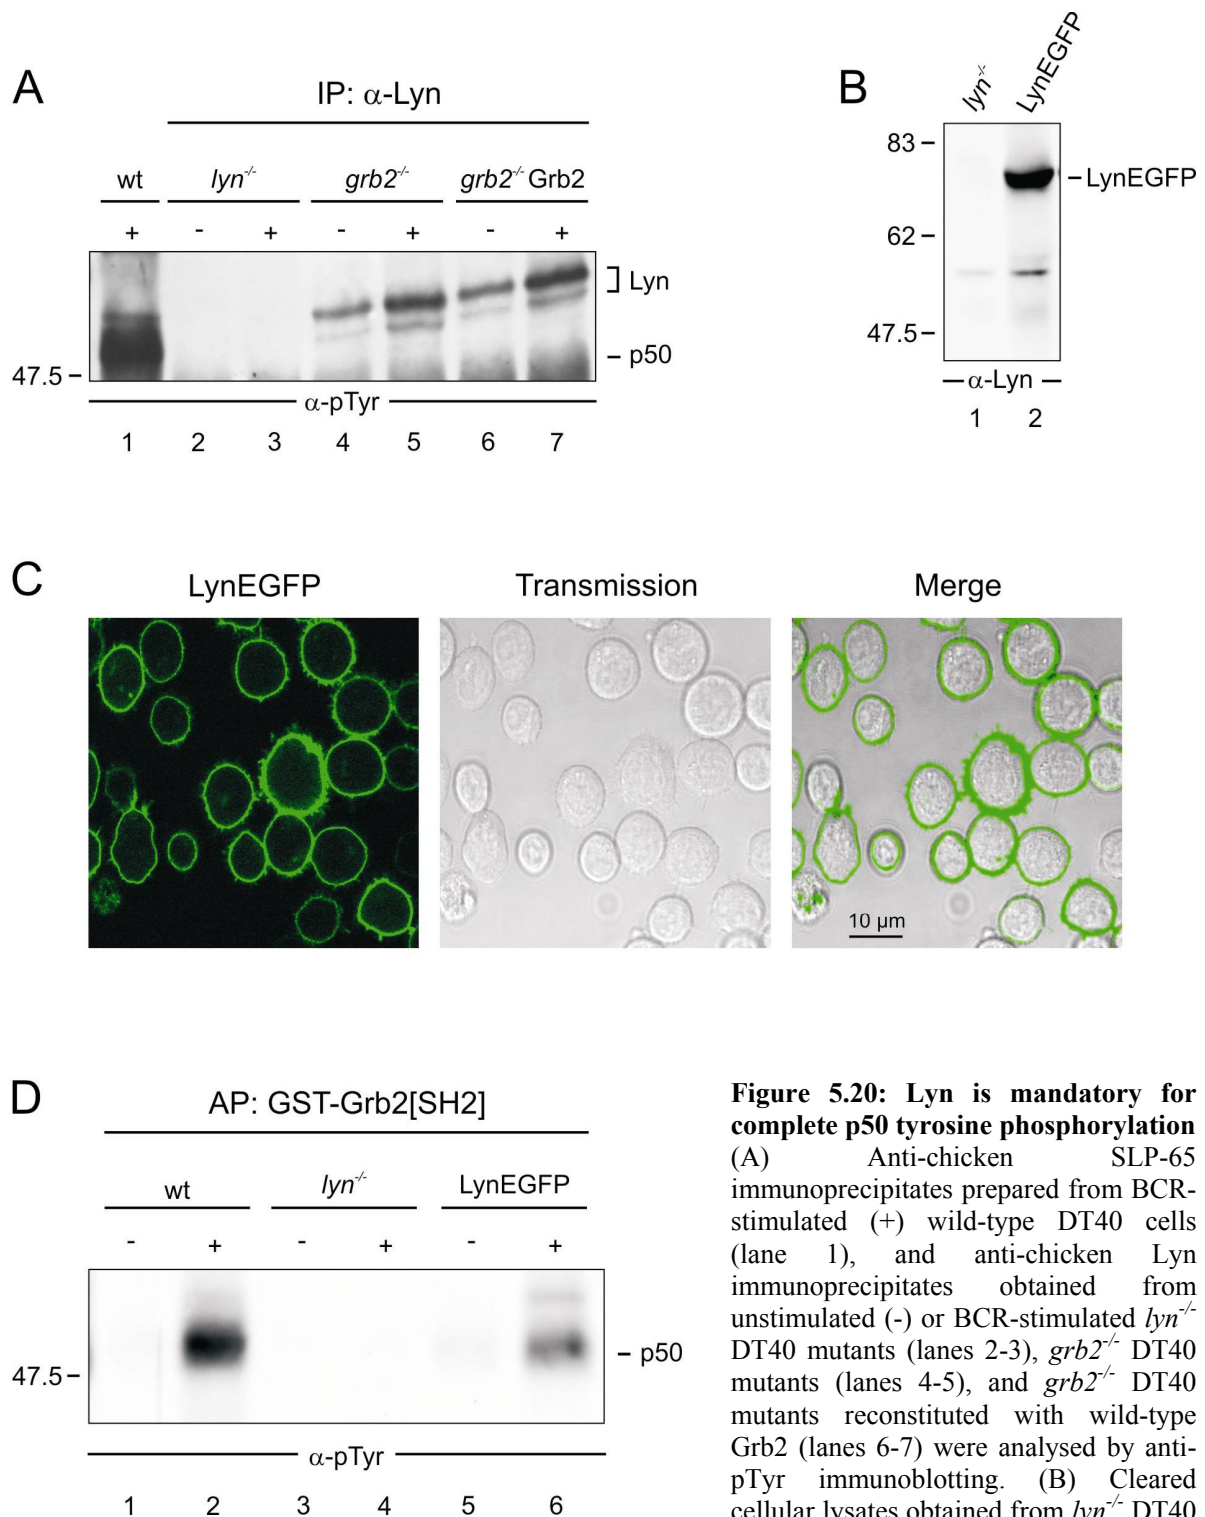 A
IP: α-Lyn
wt lyn-/- grb2-/- grb2-/- Grb2
+ - + - + - +
Lyn
p50
47.5
α-pTyr
1 2 3 4 5 6 7
B
lyn-/- LynEGFP
83
LynEGFP
62
47.5
α-Lyn
1 2
C
LynEGFP Transmission Merge
10 µm
D
AP: GST-Grb2[SH2]
wt lyn-/- LynEGFP
- + - + - +
p50
47.5
α-pTyr
1 2 3 4 5 6
Figure 5.20: Lyn is mandatory for
complete p50 tyrosine phosphorylation
(A) Anti-chicken SLP-65
immunoprecipitates prepared from BCR-
stimulated (+) wild-type DT40 cells
(lane 1), and anti-chicken Lyn
immunoprecipitates obtained from
unstimulated (-) or BCR-stimulated lyn-/-
DT40 mutants (lanes 2-3), grb2-/- DT40
mutants (lanes 4-5), and grb2-/- DT40
mutants reconstituted with wild-type
Grb2 (lanes 6-7) were analysed by anti-
pTyr immunoblotting. (B) Cleared
cellular lysates obtained from lyn-/- DT40